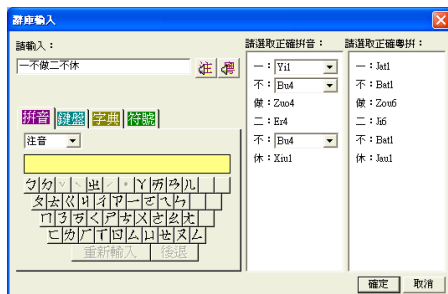 辭庫輸入
請輸入：
一不做二不休
注 粵
拼音 鍵盤 字典 符號
注音
ㄅ ㄉ ˇ ˋ ㄓ ˊ ˙ ㄚ ㄞ ㄢ ㄦ
ㄆ ㄊ ㄍ ㄐ ㄔ ㄗ ㄧ ㄛ ㄟ ㄣ
ㄇ ㄋ ㄎ ㄑ ㄕ ㄘ ㄨ ㄜ ㄠ ㄤ
ㄈ ㄌ ㄏ ㄒ ㄖ ㄙ ㄩ ㄝ ㄡ ㄥ
重新輸入 後退
請選取正確拼音：
一：Yi1
不：Bu4
做：Zuo4
二：Er4
不：Bu4
休：Xiu1
請選取正確粵拼：
一：Jat1
不：Bat1
做：Zou6
二：Ji6
不：Bat1
休：Jau1
確定 取消